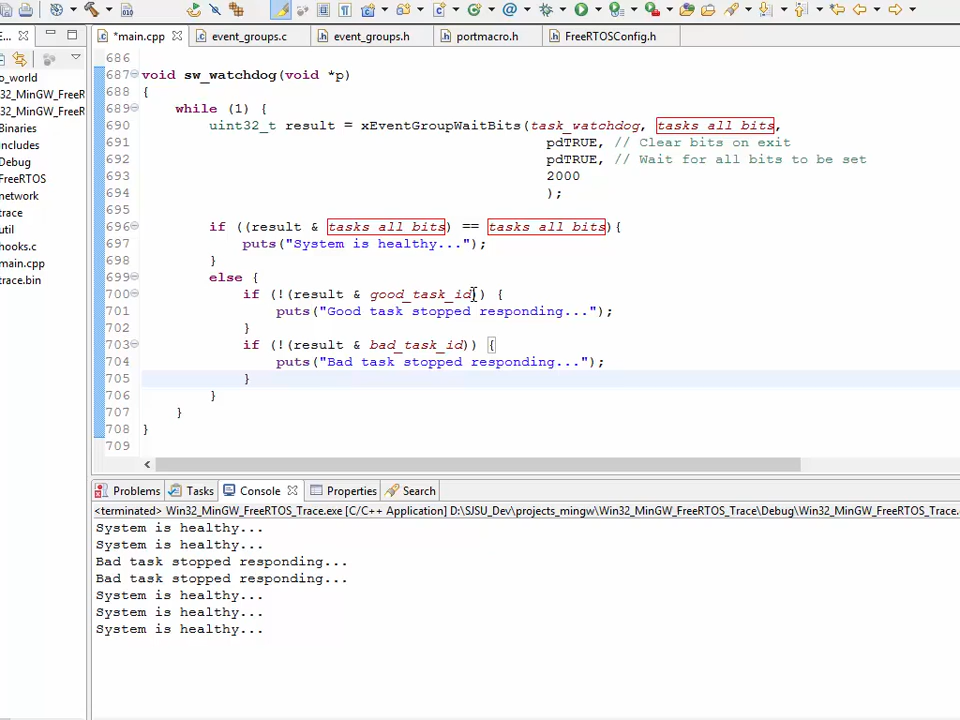 *main.cpp event_groups.c event_groups.h portmacro.h FreeRTOSConfig.h
o_world
32_MinGW_FreeR
32_MinGW_FreeR
Binaries
Includes
Debug
FreeRTOS
network
trace
util
hooks.c
main.cpp
trace.bin
686
687 void sw_watchdog(void *p)
688 {
689 while (1) {
690 uint32_t result = xEventGroupWaitBits(task_watchdog, tasks_all_bits,
691 pdTRUE, // Clear bits on exit
692 pdTRUE, // Wait for all bits to be set
693 2000
694 );
695
696 if ((result & tasks_all_bits) == tasks_all_bits){
697 puts("System is healthy...");
698 }
699 else {
700 if (!(result & good_task_id)) {
701 puts("Good task stopped responding...");
702 }
703 if (!(result & bad_task_id)) {
704 puts("Bad task stopped responding...");
705 }
706 }
707 }
708 }
709
Problems Tasks Console Properties Search
<terminated> Win32_MinGW_FreeRTOS_Trace.exe [C/C++ Application] D:\SJSU_Dev\projects_mingw\Win32_MinGW_FreeRTOS_Trace\Debug\Win32_MinGW_FreeRTOS_Trace.
System is healthy...
System is healthy...
Bad task stopped responding...
Bad task stopped responding...
System is healthy...
System is healthy...
System is healthy...